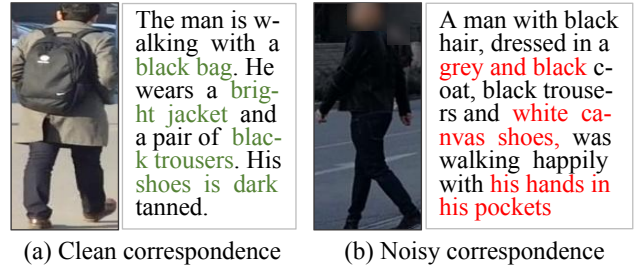 The man is w-
alking with a
black bag. He
wears a brig-
ht jacket and
a pair of blac-
k trousers. His
shoes is dark
tanned.
A man with black
hair, dressed in a
grey and black c-
oat, black trouse-
rs and white ca-
nvas shoes, was
walking happily
with his hands in
his pockets
(a) Clean correspondence
(b) Noisy correspondence